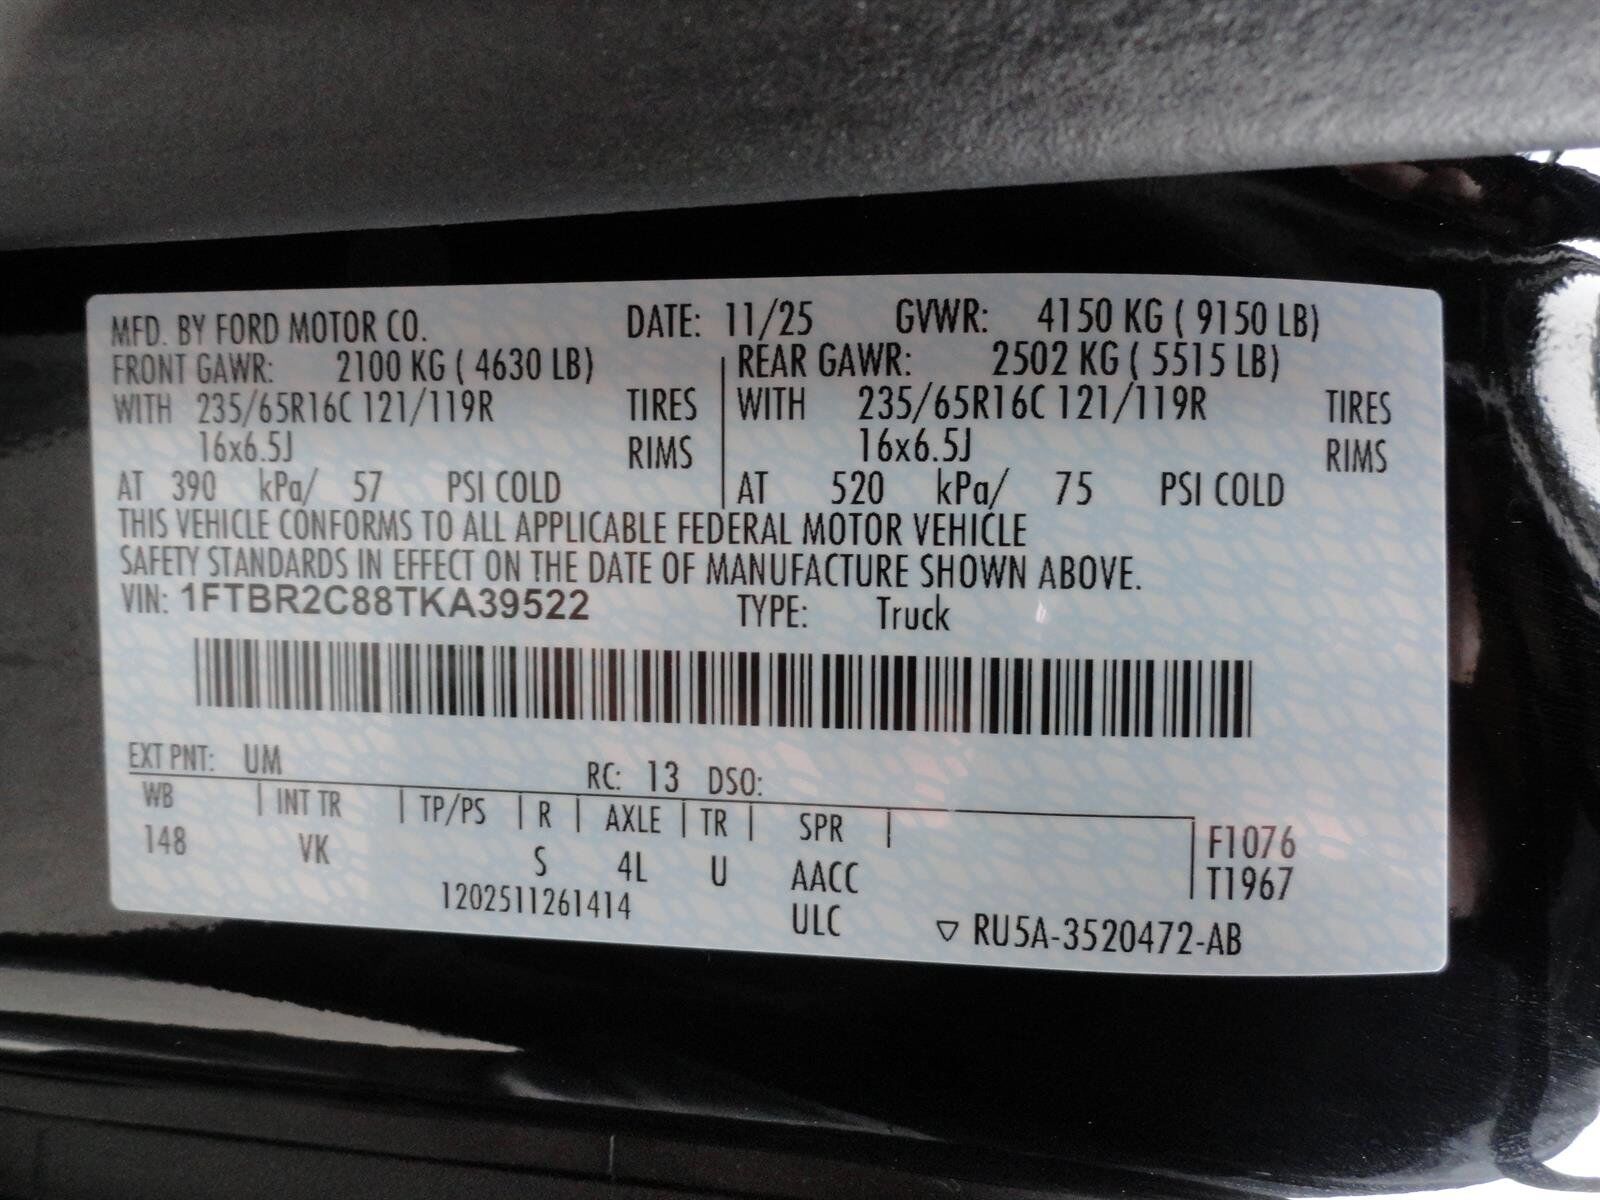 MFD. BY FORD MOTOR CO. DATE: 11/25 GVWR: 4150 KG ( 9150 LB)
FRONT GAWR: 2100 KG ( 4630 LB) REAR GAWR: 2502 KG ( 5515 LB)
WITH 235/65R16C 121/119R TIRES WITH 235/65R16C 121/119R TIRES
16x6.5J RIMS 16x6.5J RIMS
AT 390 kPa/ 57 PSI COLD AT 520 kPa/ 75 PSI COLD
THIS VEHICLE CONFORMS TO ALL APPLICABLE FEDERAL MOTOR VEHICLE
SAFETY STANDARDS IN EFFECT ON THE DATE OF MANUFACTURE SHOWN ABOVE.
VIN: 1FTBR2C88TKA39522 TYPE: Truck
EXT PNT: UM RC: 13 DSO:
WB | INT TR | TP/PS | R | AXLE | TR | SPR | F1076
148 VK S 4L U AACC T1967
1202511261414 ULC ▽ RU5A-3520472-AB